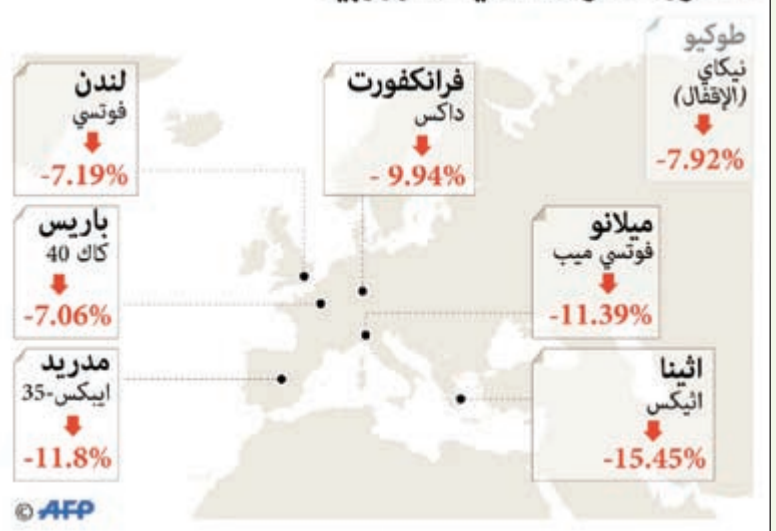 طوكيو
نيكاي
(الإقفال)
-7.92%
فرانكفورت
داكس
- 9.94%
لندن
فوتسي
-7.19%
ميلانو
فوتسي ميب
-11.39%
باريس
كاك 40
-7.06%
اثينا
اثيكس
-15.45%
مدريد
ايبكس-35
-11.8%
© AFP